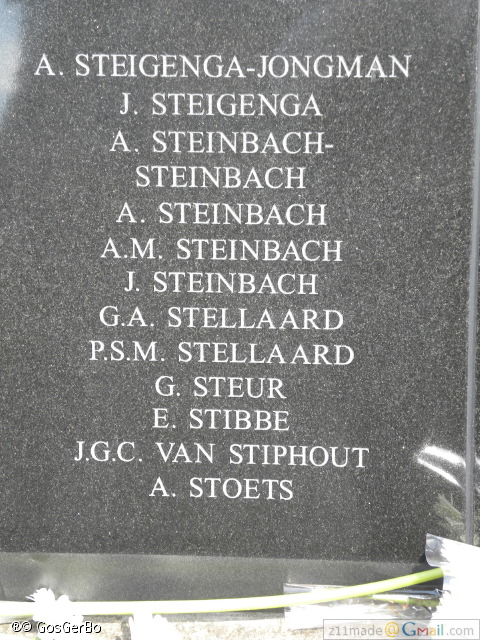 A. STEIGENGA-JONGMAN
J. STEIGENGA
A. STEINBACH-
STEINBACH
A. STEINBACH
A.M. STEINBACH
J. STEINBACH
G.A. STELLAARD
P.S.M. STELLAARD
G. STEUR
E. STIBBE
J.G.C. VAN STIPHOUT
A. STOETS
© GosGerBo
z11made@Gmail.com